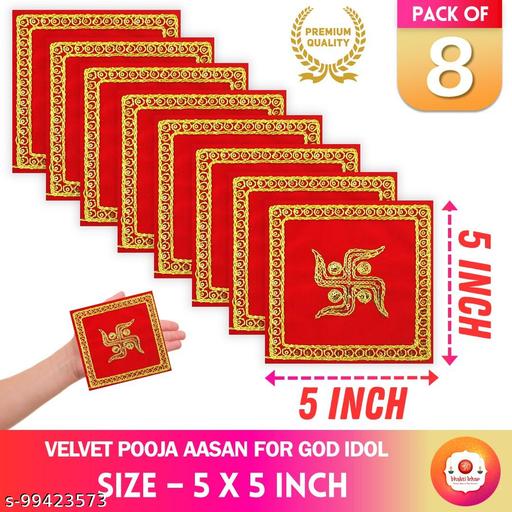 PREMIUM
QUALITY
PACK OF
8
5 INCH
5 INCH
VELVET POOJA AASAN FOR GOD IDOL
SIZE – 5 X 5 INCH
s-99423573